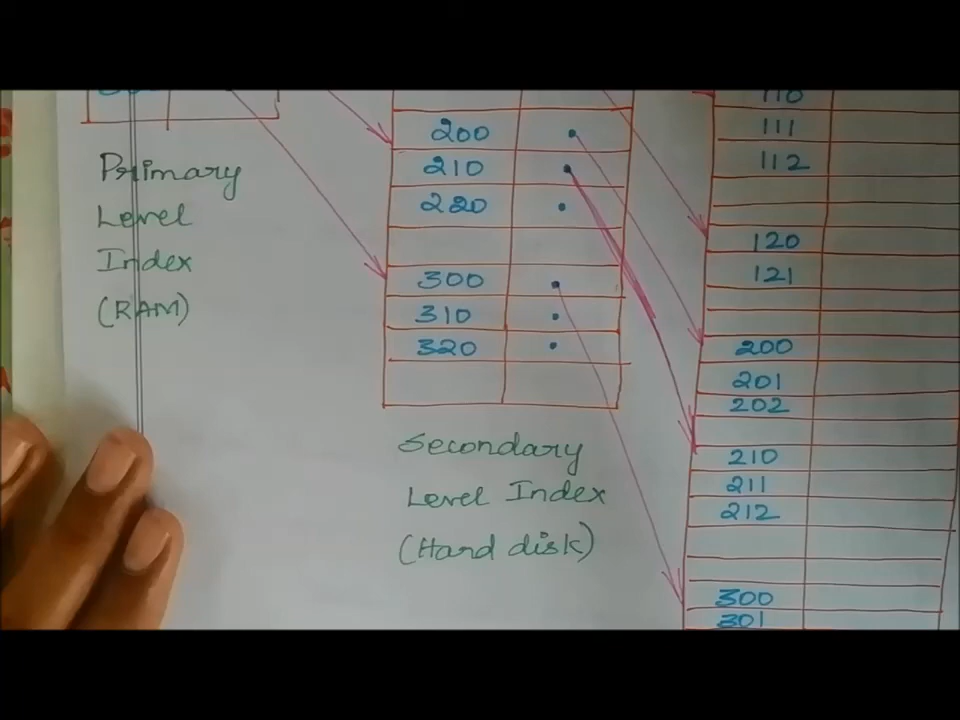 Primary
Level
Index
(RAM)
200
210
220
300
310
320
Secondary
Level Index
(Hard disk)
110
111
112
120
121
200
201
202
210
211
212
300
301